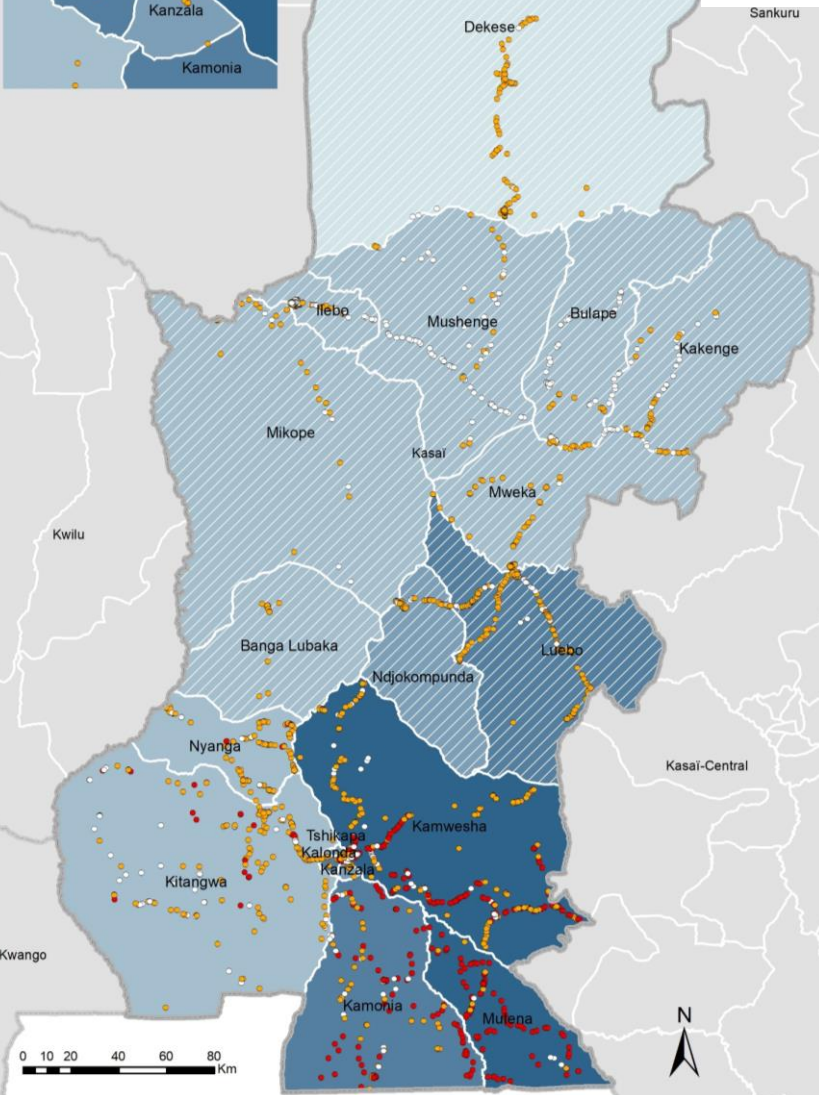 Kanzala
Kamonia
Sankuru
Dekese
Ilebo
Mushenge
Bulape
Kakenge
Mikope
Kasaï
Mweka
Kwilu
Banga Lubaka
Luebo
Ndjokompunda
Nyanga
Kasaï-Central
Kamwesha
Tshikapa
Kalonda
Kanzala
Kitangwa
Kwango
Kamonia
Mutena
N
0 10 20 40 60 80
Km